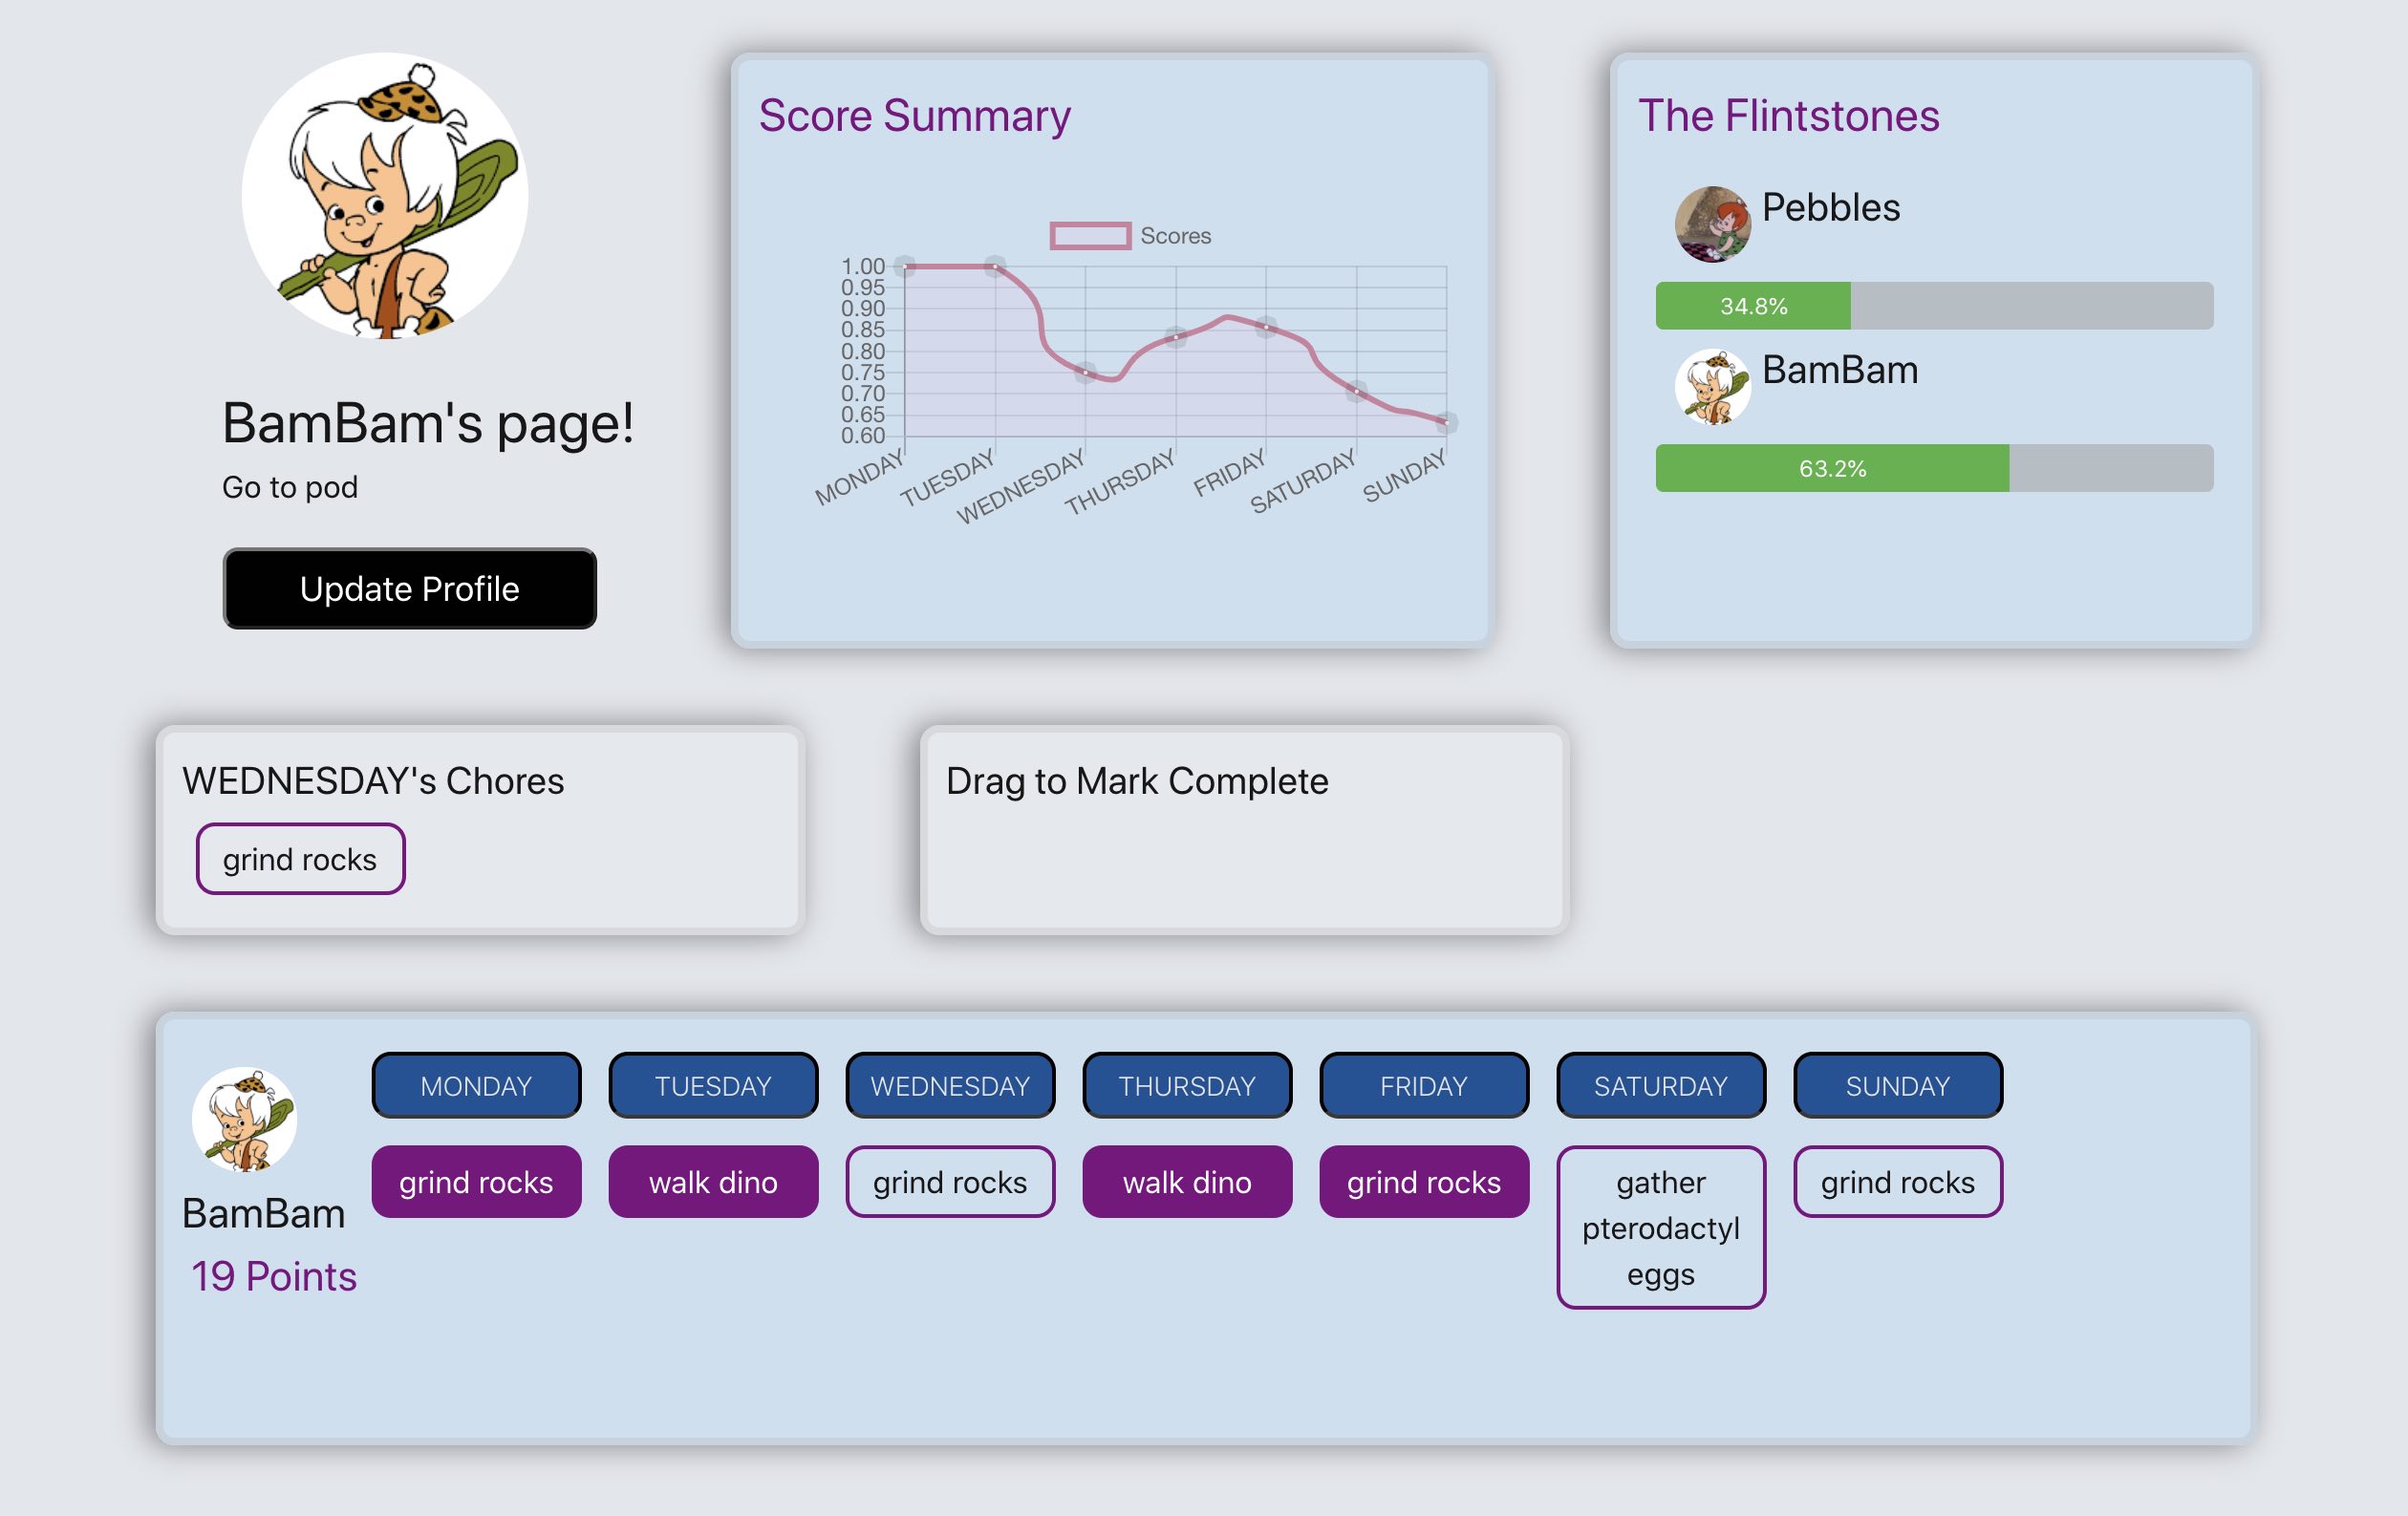 BamBam's page!
Go to pod
Update Profile
Score Summary
Scores
1.00
0.95
0.90
0.85
0.80
0.75
0.70
0.65
0.60
MONDAY
TUESDAY
WEDNESDAY
THURSDAY
FRIDAY
SATURDAY
SUNDAY
The Flintstones
Pebbles
34.8%
BamBam
63.2%
WEDNESDAY's Chores
grind rocks
Drag to Mark Complete
BamBam
19 Points
MONDAY
TUESDAY
WEDNESDAY
THURSDAY
FRIDAY
SATURDAY
SUNDAY
grind rocks
walk dino
grind rocks
walk dino
grind rocks
gather
pterodactyl
eggs
grind rocks